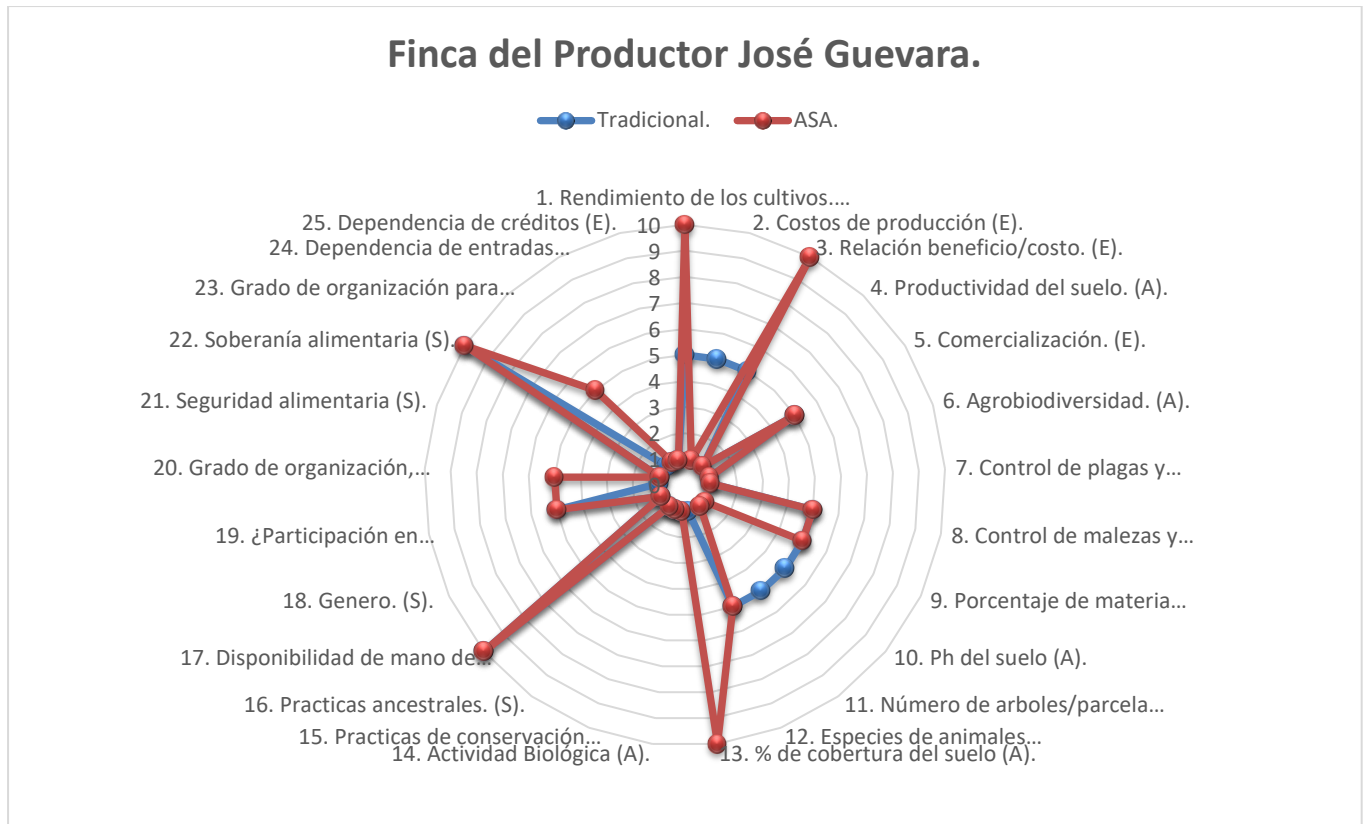 Finca del Productor José Guevara.
Tradicional.
ASA.
1. Rendimiento de los cultivos....
2. Costos de producción (E).
3. Relación beneficio/costo. (E).
4. Productividad del suelo. (A).
5. Comercialización. (E).
6. Agrobiodiversidad. (A).
7. Control de plagas y...
8. Control de malezas y...
9. Porcentaje de materia...
10. Ph del suelo (A).
11. Número de arboles/parcela...
12. Especies de animales...
13. % de cobertura del suelo (A).
14. Actividad Biológica (A).
15. Practicas de conservación...
16. Practicas ancestrales. (S).
17. Disponibilidad de mano de...
18. Genero. (S).
19. ¿Participación en...
20. Grado de organización,...
21. Seguridad alimentaria (S).
22. Soberanía alimentaria (S).
23. Grado de organización para...
24. Dependencia de entradas...
25. Dependencia de créditos (E).
10
9
8
7
6
5
4
3
2
1